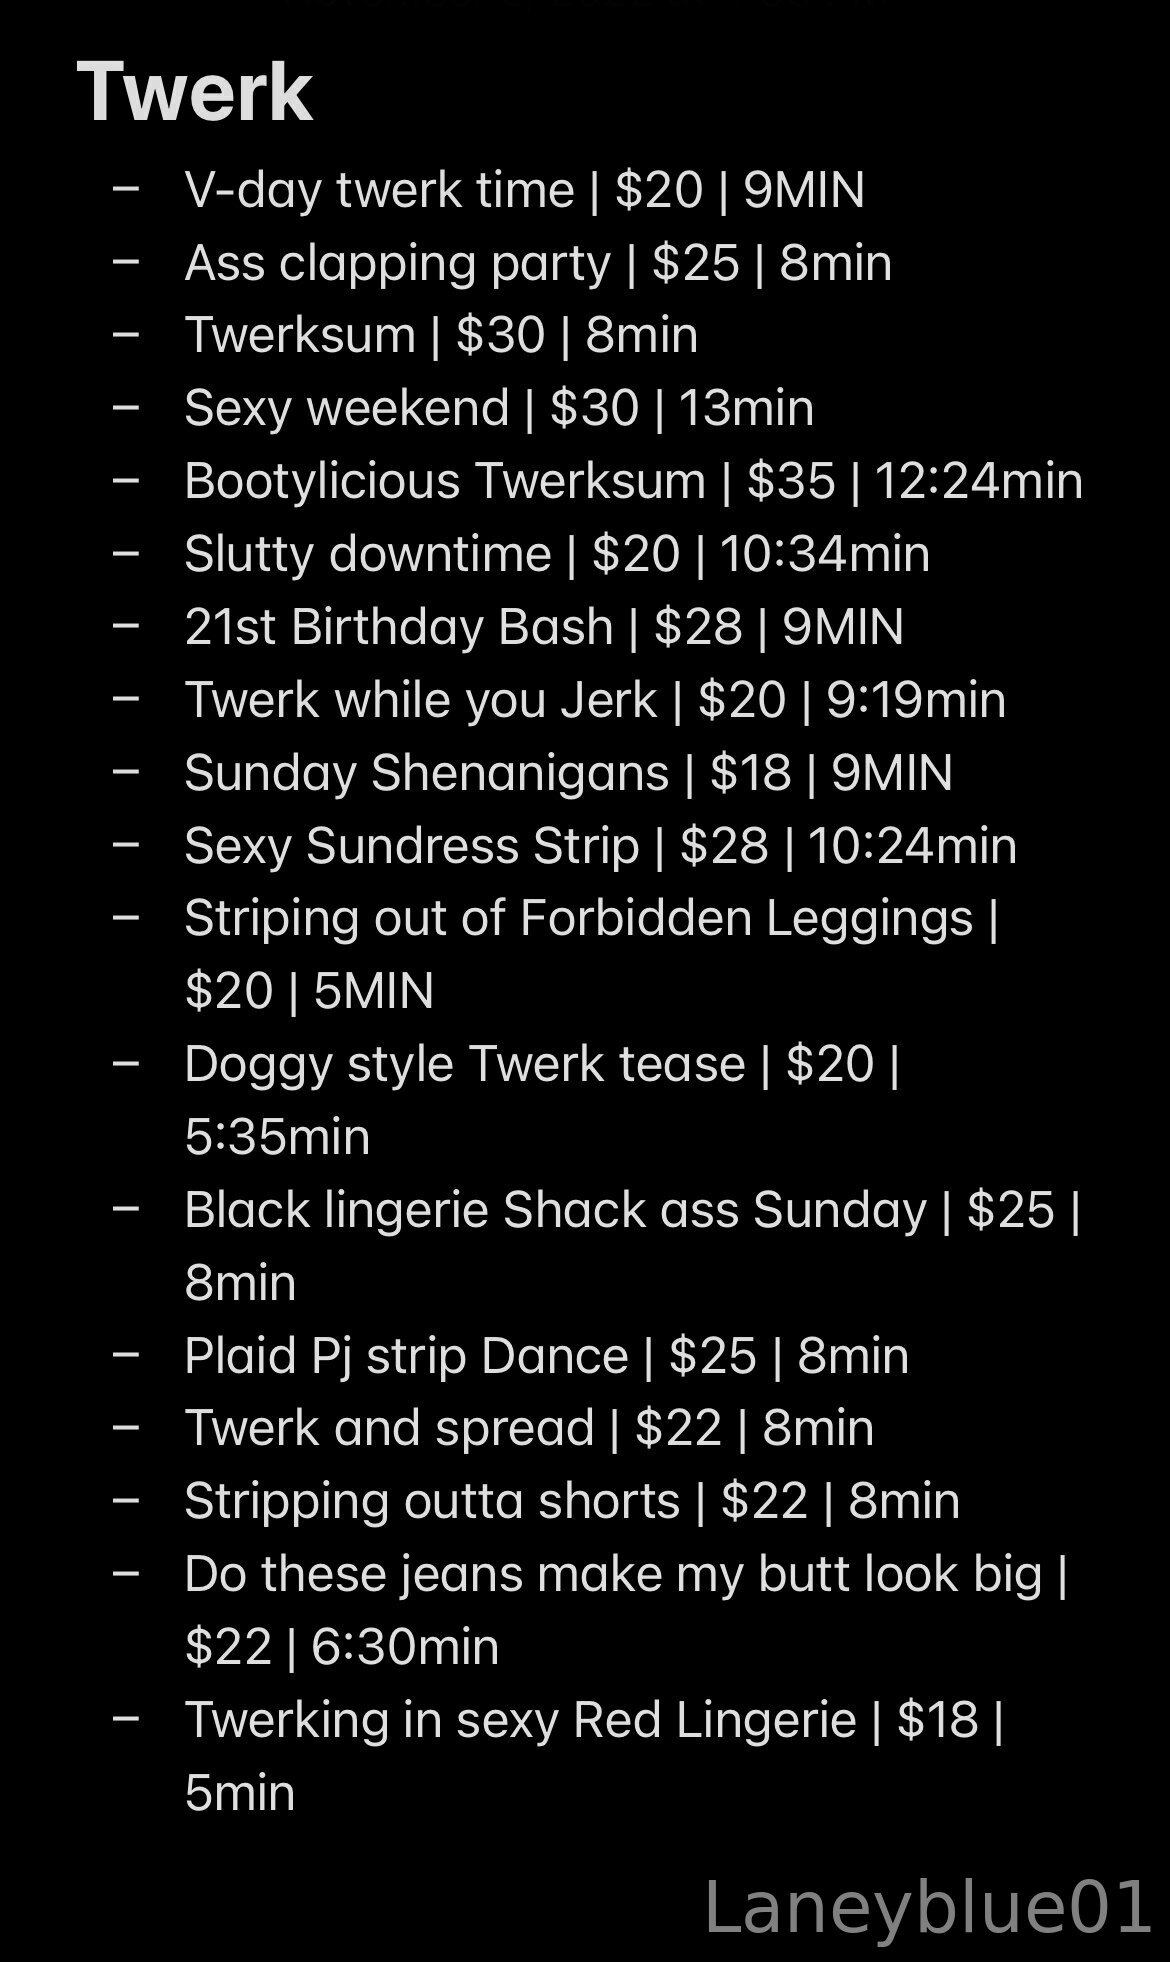 Twerk
– V-day twerk time | $20 | 9MIN
– Ass clapping party | $25 | 8min
– Twerksum | $30 | 8min
– Sexy weekend | $30 | 13min
– Bootylicious Twerksum | $35 | 12:24min
– Slutty downtime | $20 | 10:34min
– 21st Birthday Bash | $28 | 9MIN
– Twerk while you Jerk | $20 | 9:19min
– Sunday Shenanigans | $18 | 9MIN
– Sexy Sundress Strip | $28 | 10:24min
– Striping out of Forbidden Leggings |
$20 | 5MIN
– Doggy style Twerk tease | $20 |
5:35min
– Black lingerie Shack ass Sunday | $25 |
8min
– Plaid Pj strip Dance | $25 | 8min
– Twerk and spread | $22 | 8min
– Stripping outta shorts | $22 | 8min
– Do these jeans make my butt look big |
$22 | 6:30min
– Twerking in sexy Red Lingerie | $18 |
5min
Laneyblue01